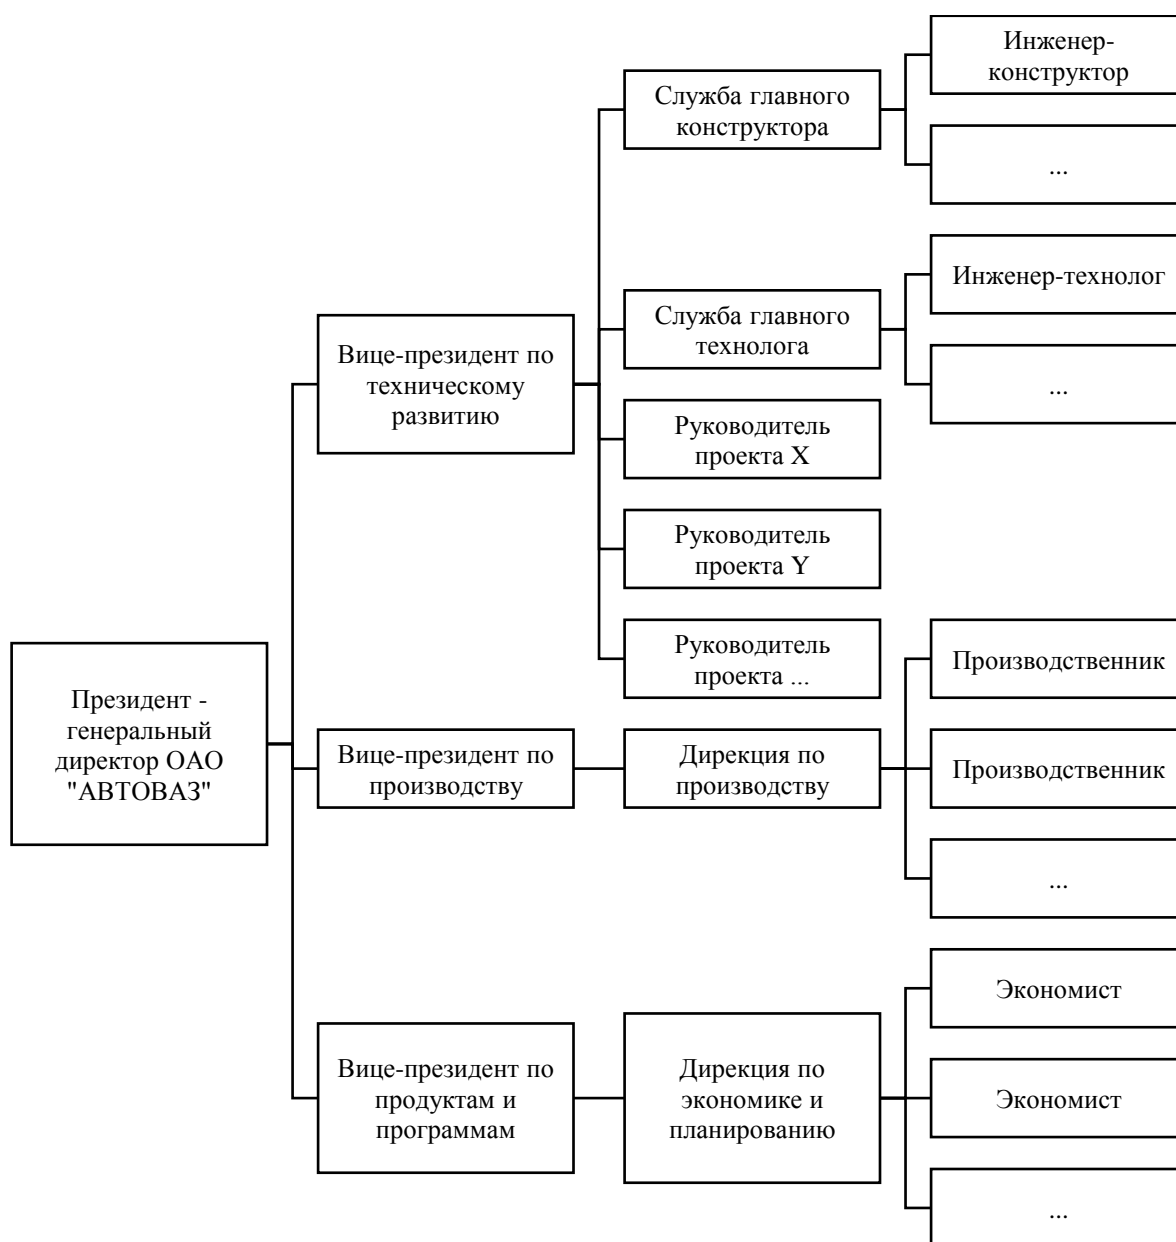 Инженер-
конструктор
Служба главного
конструктора
...
Инженер-технолог
Служба главного
технолога
Вице-президент по
техническому
развитию
...
Руководитель
проекта X
Руководитель
проекта Y
Руководитель
проекта ...
Производственник
Президент -
генеральный
директор ОАО
"АВТОВАЗ"
Вице-президент по
производству
Дирекция по
производству
Производственник
...
Экономист
Вице-президент по
продуктам и
программам
Дирекция по
экономике и
планированию
Экономист
...